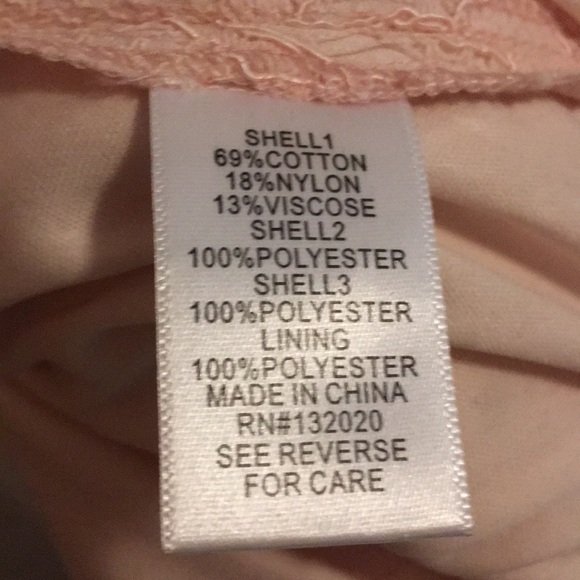 SHELL1
69%COTTON
18%NYLON
13%VISCOSE
SHELL2
100%POLYESTER
SHELL3
100%POLYESTER
LINING
100%POLYESTER
MADE IN CHINA
RN#132020
SEE REVERSE
FOR CARE